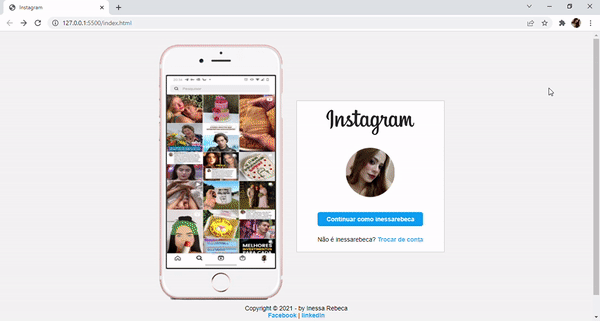 Instagram
127.0.0.1:5500/index.html
Pesquisar
MELHORES
Instagram
Continuar como inessarebeca
Não é inessarebeca? Trocar de conta
Copyright © 2021 - by Inessa Rebeca
Facebook | linkedin